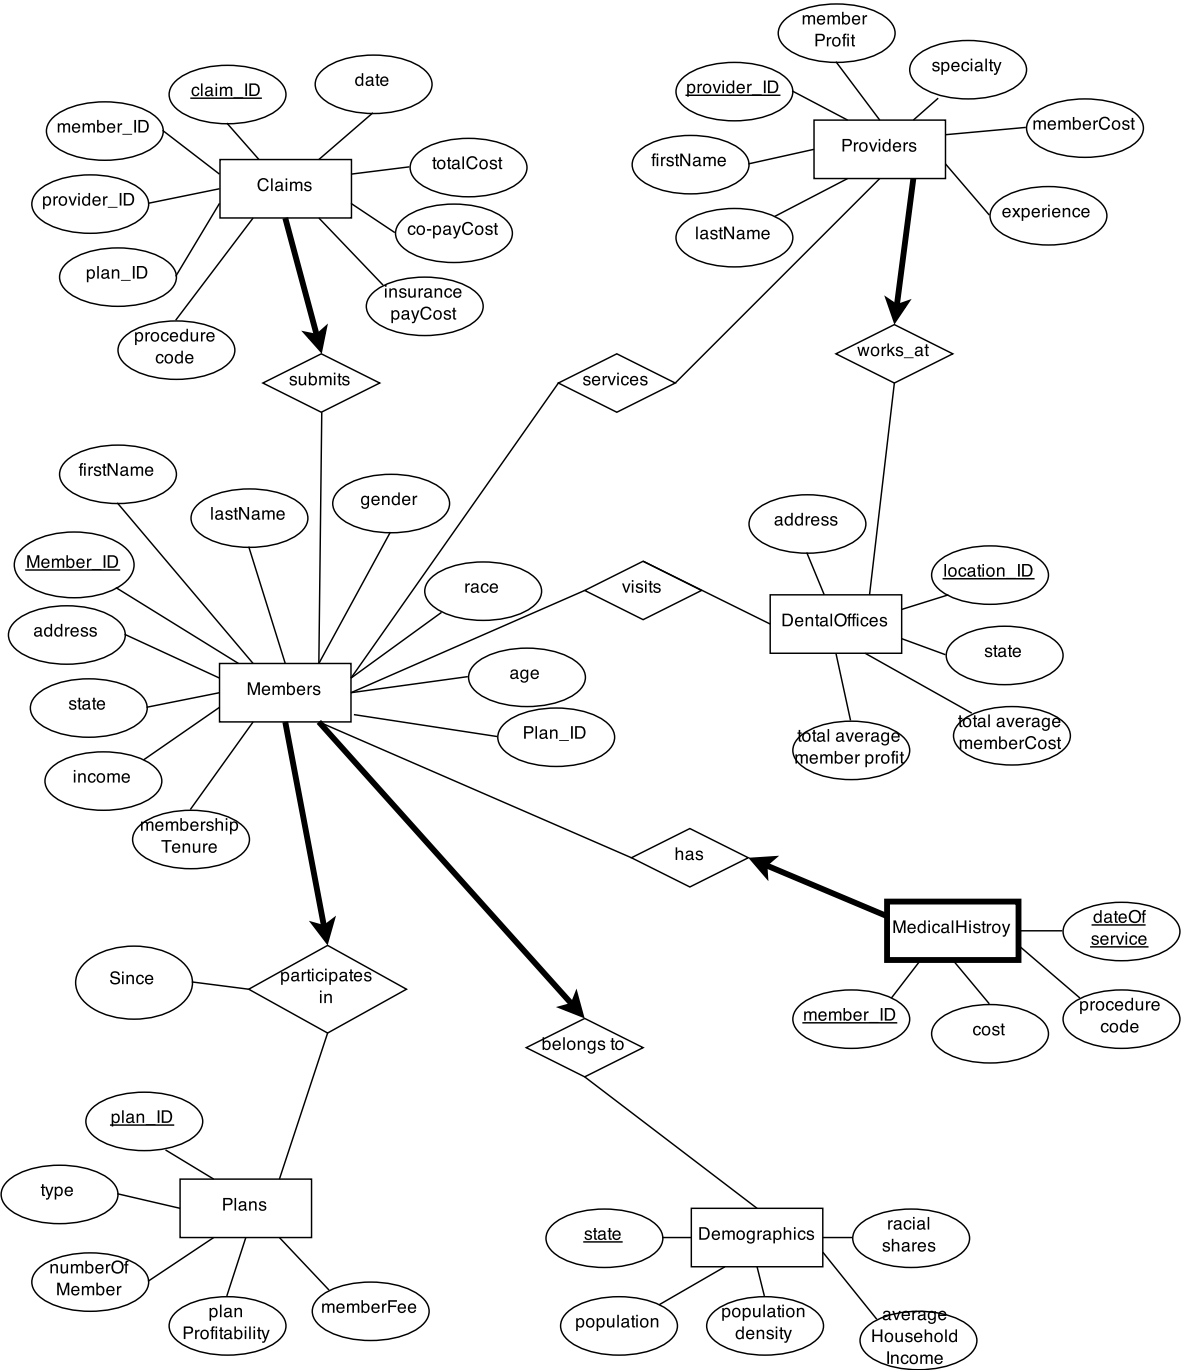 member
Profit
specialty
provider_ID
memberCost
Providers
firstName
experience
lastName
claim_ID
date
member_ID
totalCost
Claims
provider_ID
co-payCost
plan_ID
insurance
payCost
procedure
code
submits
services
works_at
firstName
lastName
gender
Member_ID
race
address
Members
age
state
Plan_ID
income
membership
Tenure
visits
address
location_ID
DentalOffices
state
total average
member profit
total average
memberCost
has
MedicalHistroy
dateOf
service
member_ID
cost
procedure
code
Since
participates
in
belongs to
plan_ID
type
Plans
numberOf
Member
plan
Profitability
memberFee
state
Demographics
racial
shares
population
population
density
average
Household
Income